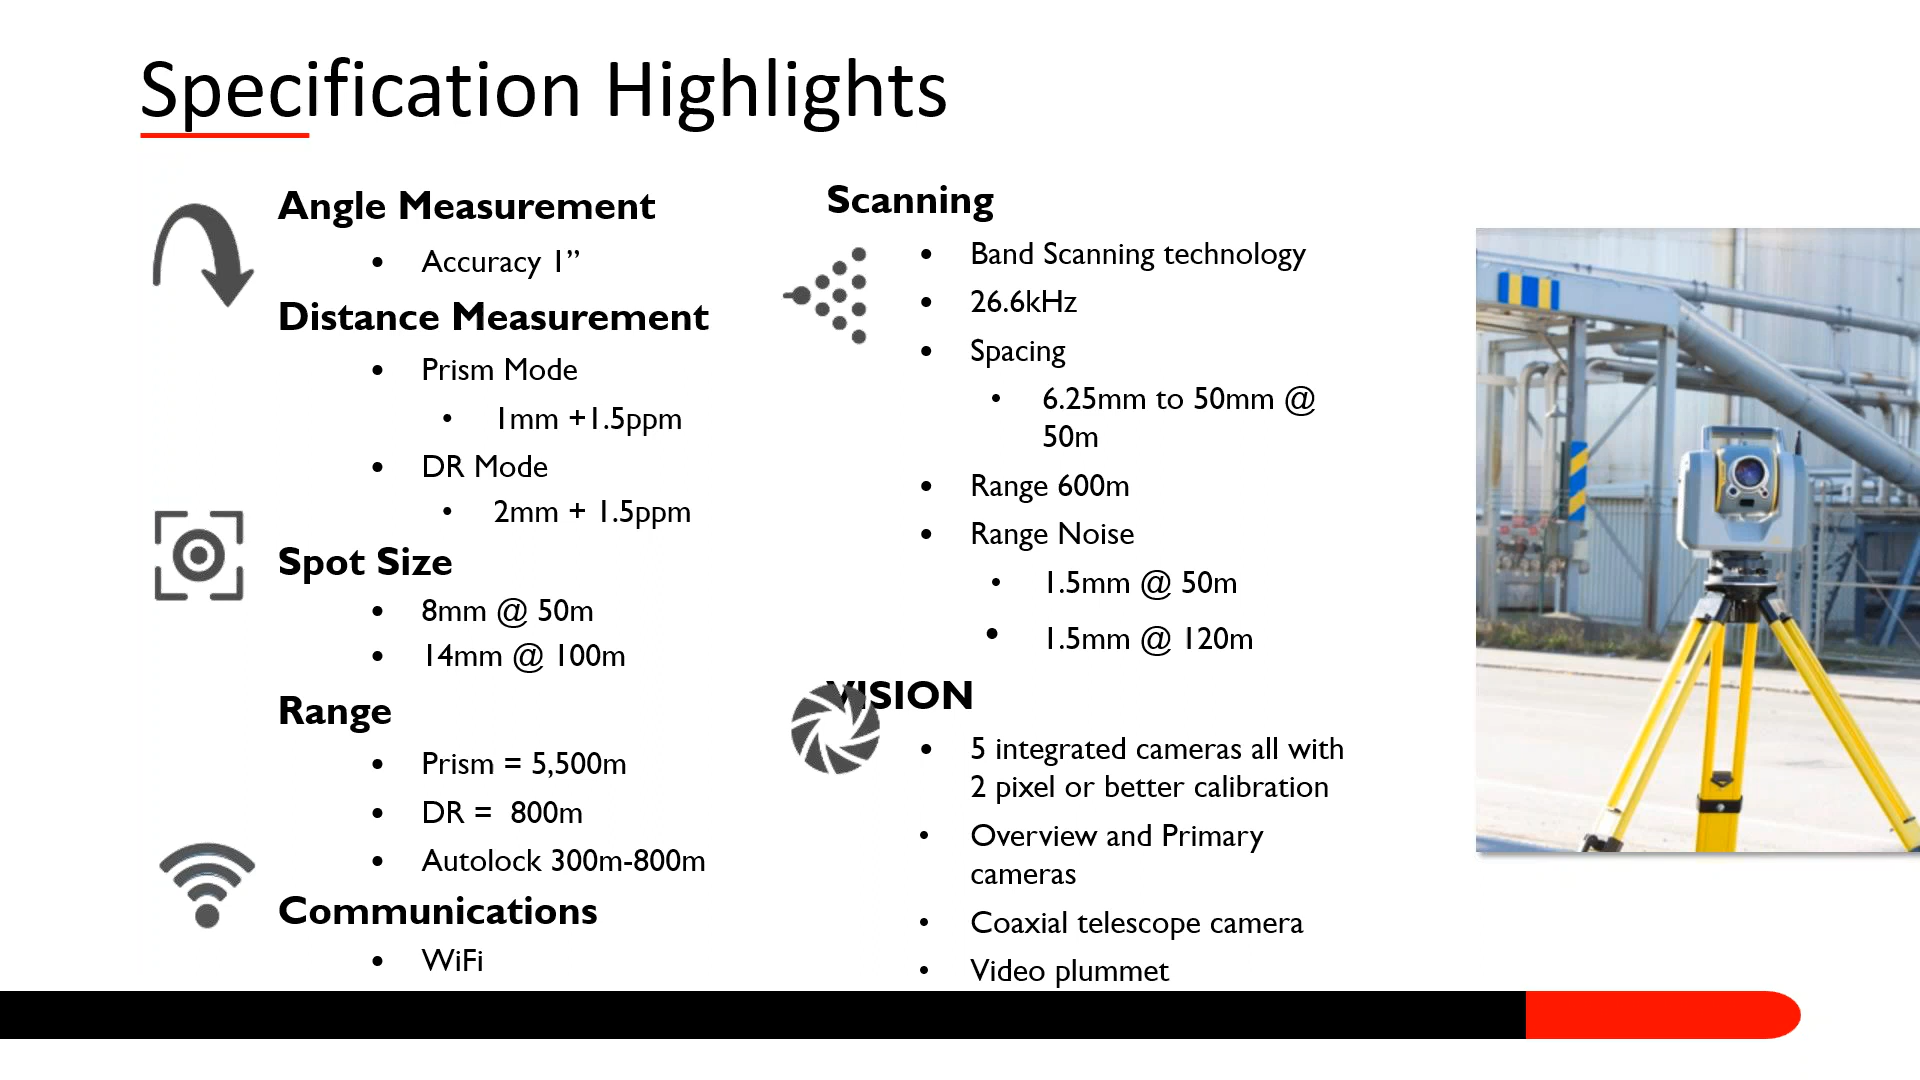 Specification Highlights
Angle Measurement
• Accuracy 1”
Distance Measurement
• Prism Mode
• 1mm +1.5ppm
• DR Mode
• 2mm + 1.5ppm
Spot Size
• 8mm @ 50m
• 14mm @ 100m
Range
• Prism = 5,500m
• DR = 800m
• Autolock 300m-800m
Communications
• WiFi
Scanning
• Band Scanning technology
• 26.6kHz
• Spacing
• 6.25mm to 50mm @
50m
• Range 600m
• Range Noise
• 1.5mm @ 50m
• 1.5mm @ 120m
VISION
• 5 integrated cameras all with
2 pixel or better calibration
• Overview and Primary
cameras
• Coaxial telescope camera
• Video plummet